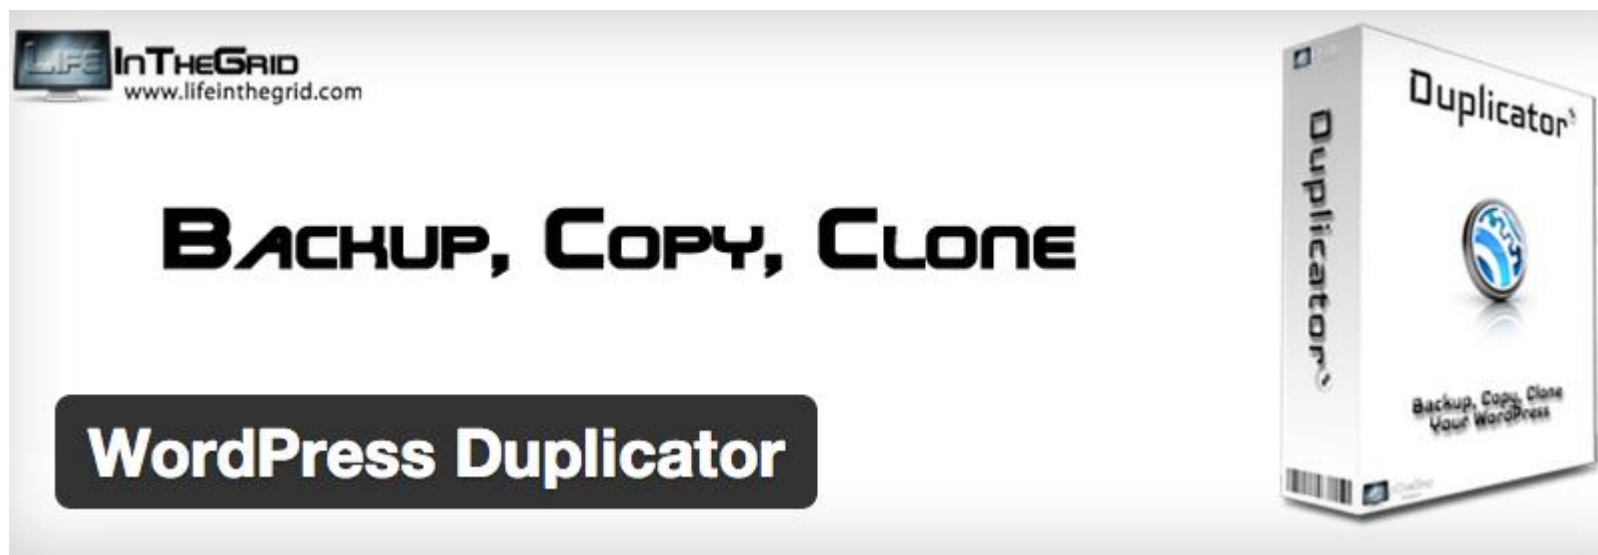 LIFE INTHEGRID
www.lifeinthegrid.com
BACKUP, COPY, CLONE
WordPress Duplicator
Duplicator
Duplicator
Backup, Copy, Clone
Your WordPress